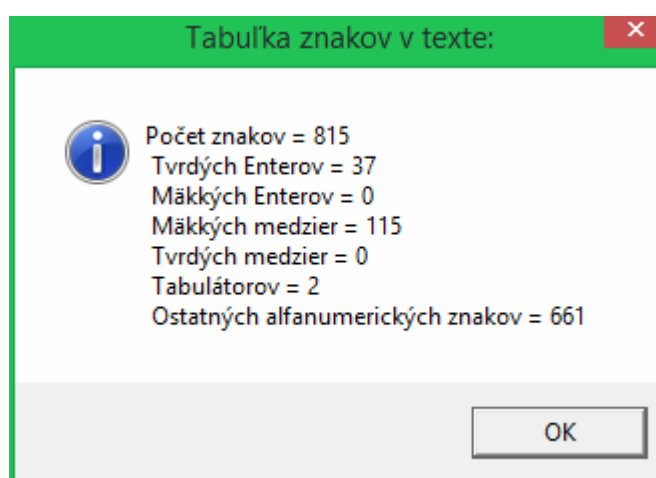 Tabuľka znakov v texte:
Počet znakov = 815
Tvrdých Enterov = 37
Mäkkých Enterov = 0
Mäkkých medzier = 115
Tvrdých medzier = 0
Tabulátorov = 2
Ostatných alfanumerických znakov = 661
OK